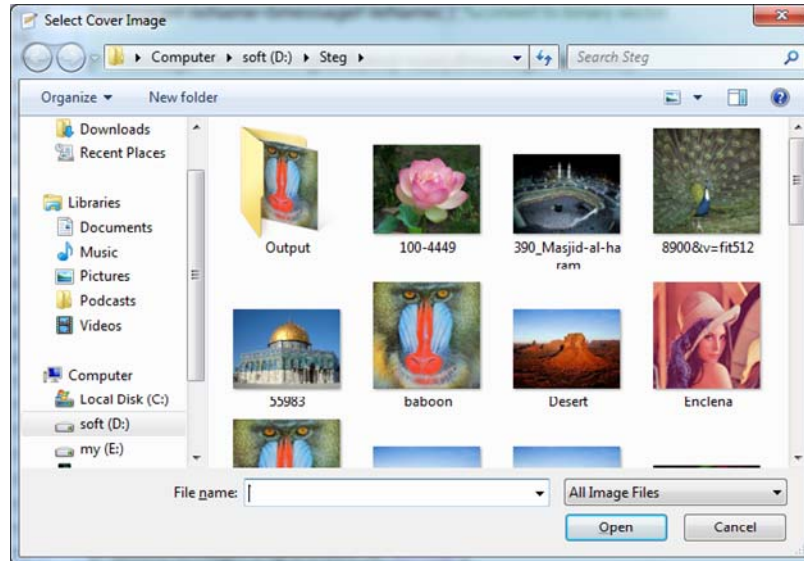 Select Cover Image
Computer ▸ soft (D:) ▸ Steg ▸
Search Steg
Organize
New folder
Downloads
Recent Places
Libraries
Documents
Music
Pictures
Podcasts
Videos
Computer
Local Disk (C:)
soft (D:)
my (E:)
Output
100-4449
390_Masjid-al-ha
ram
8900&v=fit512
55983
baboon
Desert
Enclena
File name:
All Image Files
Open
Cancel